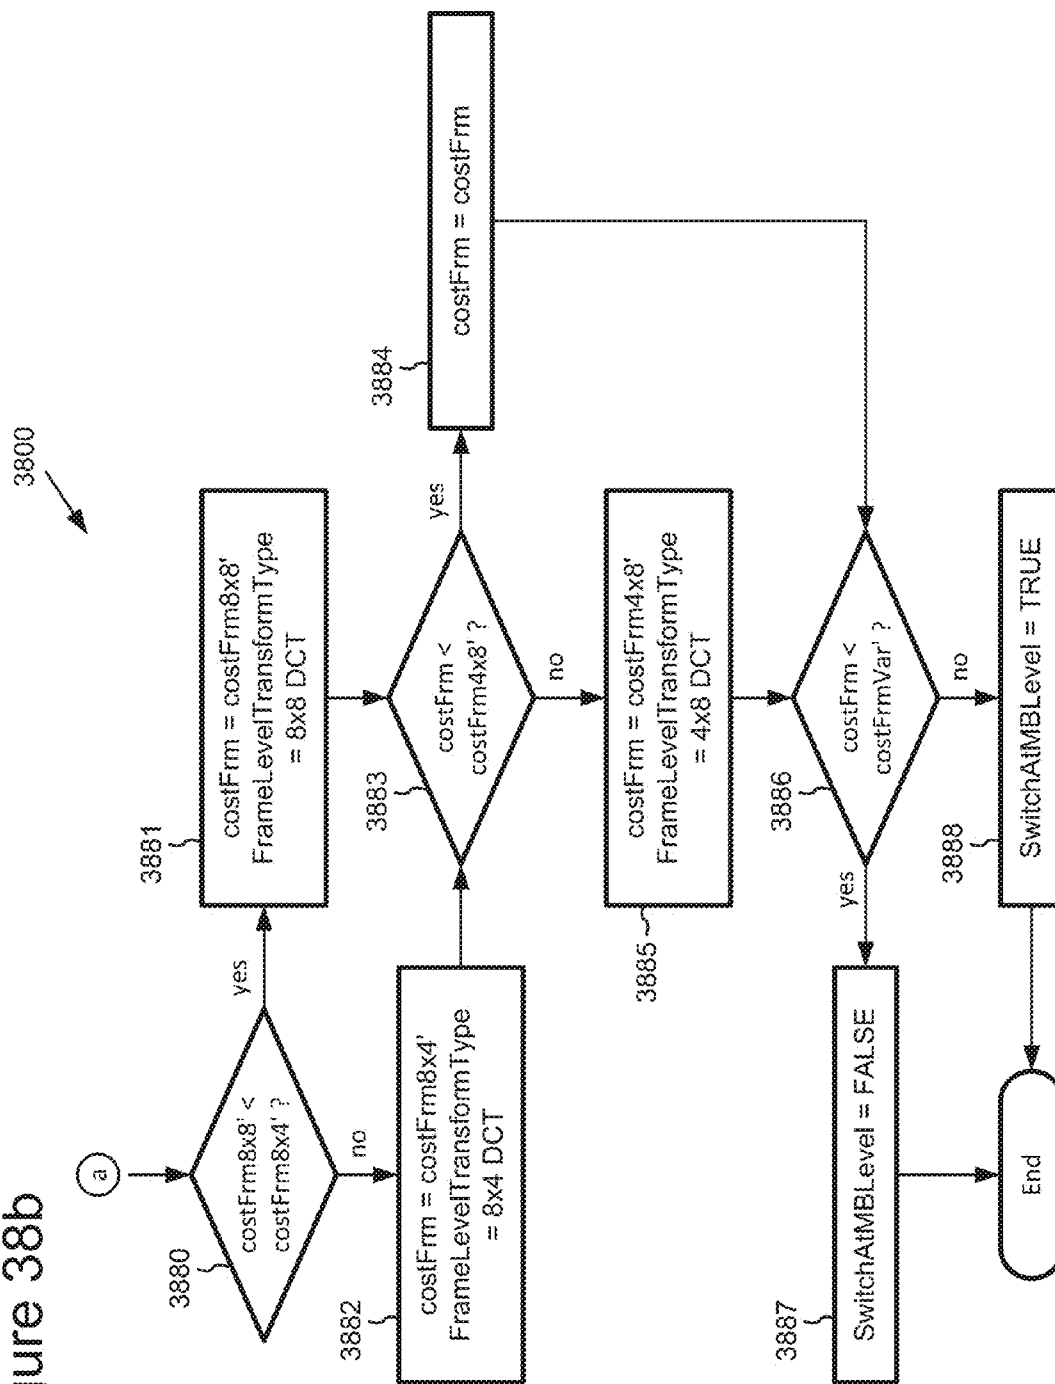 ure 38b
3800
a
3880
costFrm8x8' <
costFrm8x4' ?
yes
no
3881
costFrm = costFrm8x8'
FrameLevelTransformType
= 8x8 DCT
3882
costFrm = costFrm8x4'
FrameLevelTransformType
= 8x4 DCT
3883
costFrm <
costFrm4x8' ?
yes
no
3884
costFrm = costFrm
3885
costFrm = costFrm4x8'
FrameLevelTransformType
= 4x8 DCT
3886
costFrm <
costFrmVar' ?
yes
no
3887
SwitchAtMBLevel = FALSE
3888
SwitchAtMBLevel = TRUE
End